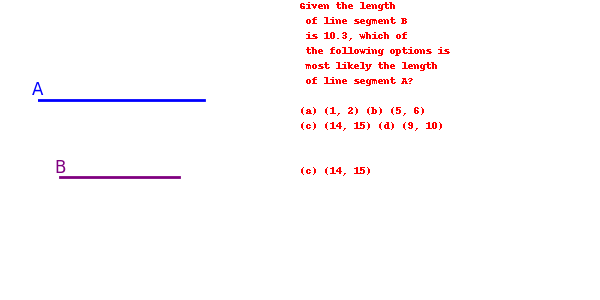 Given the length
of line segment B
is 10.3, which of
the following options is
most likely the length
of line segment A?
(a) (1, 2) (b) (5, 6)
(c) (14, 15) (d) (9, 10)
(c) (14, 15)
A
B